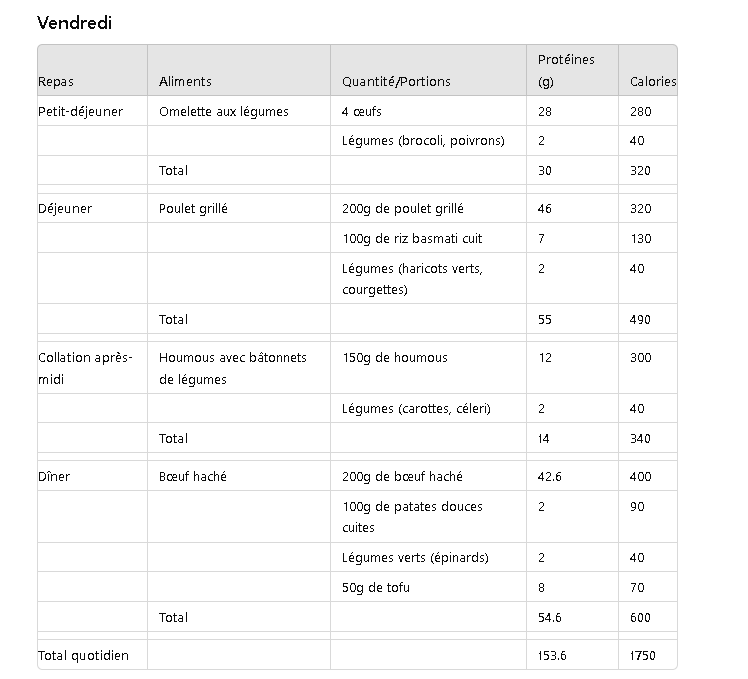 Vendredi
Protéines
Repas Aliments Quantité/Portions (g) Calories
Petit-déjeuner Omelette aux légumes 4 œufs 28 280
Légumes (brocoli, poivrons) 2 40
Total 30 320
Déjeuner Poulet grillé 200g de poulet grillé 46 320
100g de riz basmati cuit 7 130
Légumes (haricots verts, 2 40
courgettes)
Total 55 490
Collation après- Houmous avec bâtonnets 150g de houmous 12 300
midi de légumes
Légumes (carottes, céleri) 2 40
Total 14 340
Dîner Bœuf haché 200g de bœuf haché 42.6 400
100g de patates douces 2 90
cuites
Légumes verts (épinards) 2 40
50g de tofu 8 70
Total 54.6 600
Total quotidien 153.6 1750